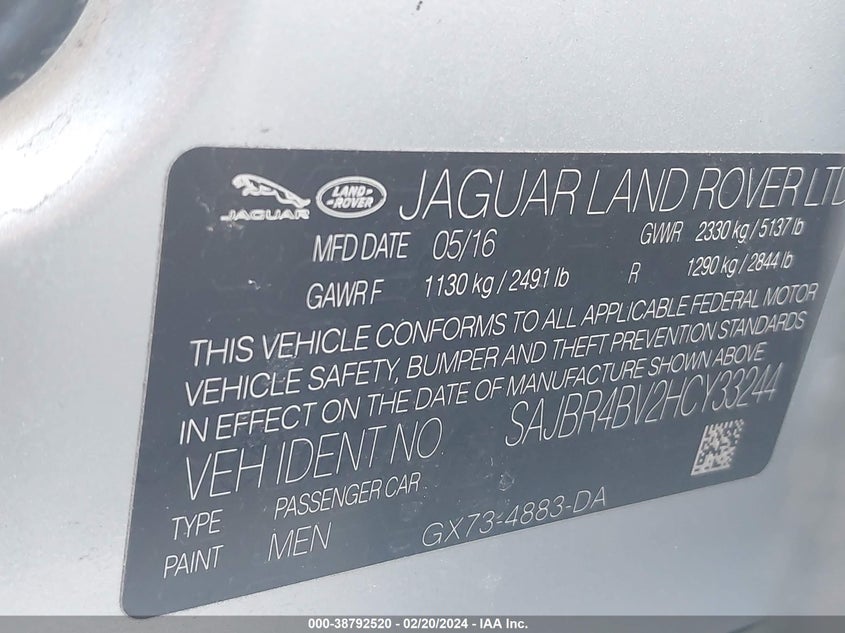 JAGUAR LAND-ROVER JAGUAR LAND ROVER LTD
MFD DATE 05/16 GVWR 2330 kg / 5137 lb
GAWR F 1130 kg / 2491 lb R 1290 kg / 2844 lb
THIS VEHICLE CONFORMS TO ALL APPLICABLE FEDERAL MOTOR
VEHICLE SAFETY, BUMPER AND THEFT PREVENTION STANDARDS
IN EFFECT ON THE DATE OF MANUFACTURE SHOWN ABOVE
VEH IDENT NO SAJBR4BV2HCY33244
TYPE PASSENGER CAR
PAINT MEN GX73-4883-DA
000-38792520 - 02/20/2024 - IAA Inc.